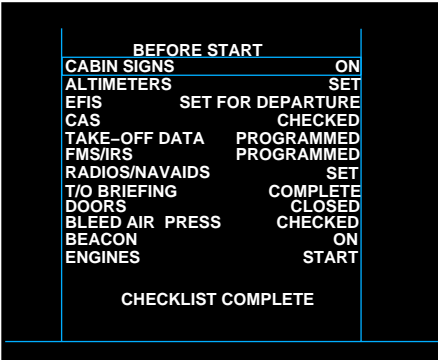 BEFORE START
CABIN SIGNS ON
ALTIMETERS SET
EFIS SET FOR DEPARTURE
CAS CHECKED
TAKE–OFF DATA PROGRAMMED
FMS/IRS PROGRAMMED
RADIOS/NAVAIDS SET
T/O BRIEFING COMPLETE
DOORS CLOSED
BLEED AIR PRESS CHECKED
BEACON ON
ENGINES START
CHECKLIST COMPLETE